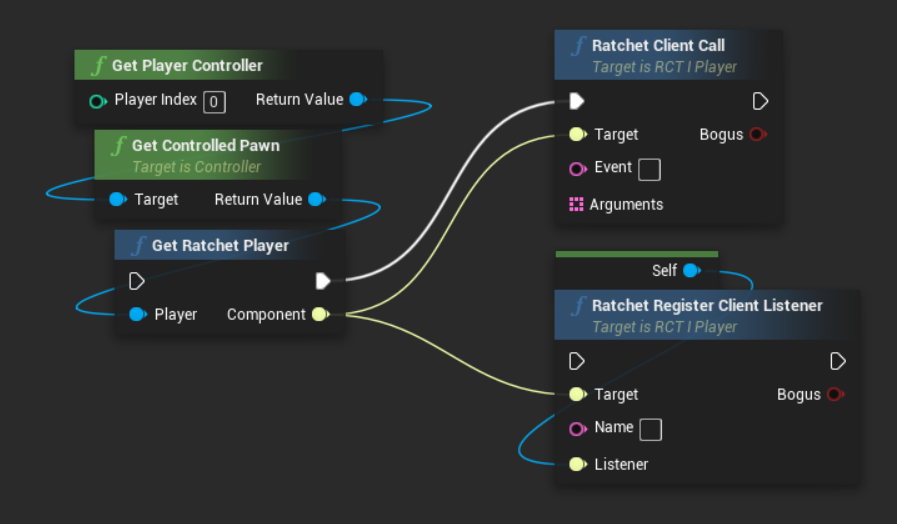 Get Player Controller
Player Index 0 Return Value
Get Controlled Pawn
Target is Controller
Target Return Value
Get Ratchet Player
Player Component
Ratchet Client Call
Target is RCT I Player
Target Bogus
Event
Arguments
Self
Ratchet Register Client Listener
Target is RCT I Player
Target Bogus
Name
Listener